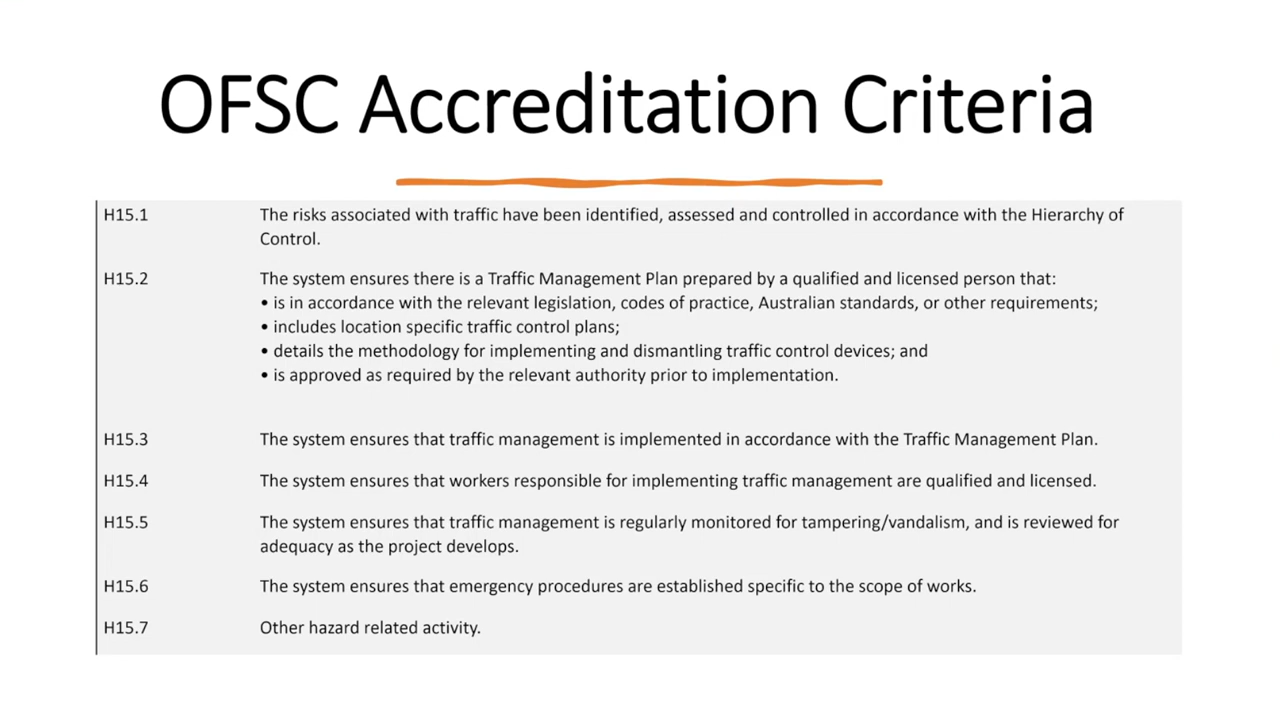 OFSC Accreditation Criteria
H15.1 The risks associated with traffic have been identified, assessed and controlled in accordance with the Hierarchy of
Control.
H15.2 The system ensures there is a Traffic Management Plan prepared by a qualified and licensed person that:
• is in accordance with the relevant legislation, codes of practice, Australian standards, or other requirements;
• includes location specific traffic control plans;
• details the methodology for implementing and dismantling traffic control devices; and
• is approved as required by the relevant authority prior to implementation.
H15.3 The system ensures that traffic management is implemented in accordance with the Traffic Management Plan.
H15.4 The system ensures that workers responsible for implementing traffic management are qualified and licensed.
H15.5 The system ensures that traffic management is regularly monitored for tampering/vandalism, and is reviewed for
adequacy as the project develops.
H15.6 The system ensures that emergency procedures are established specific to the scope of works.
H15.7 Other hazard related activity.